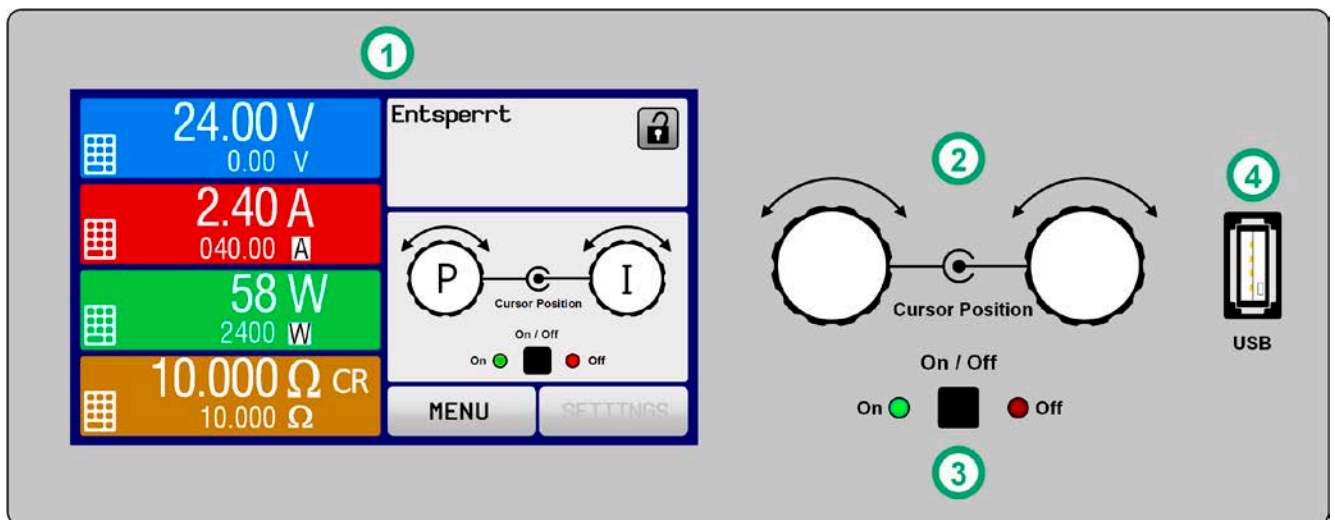 1
24.00 V
0.00 V
2.40 A
040.00 A
58 W
2400 W
10.000 Ω CR
10.000 Ω
Entsperrt
P
I
Cursor Position
On / Off
On
Off
MENU
SETTINGS
2
Cursor Position
On / Off
On
Off
3
4
USB